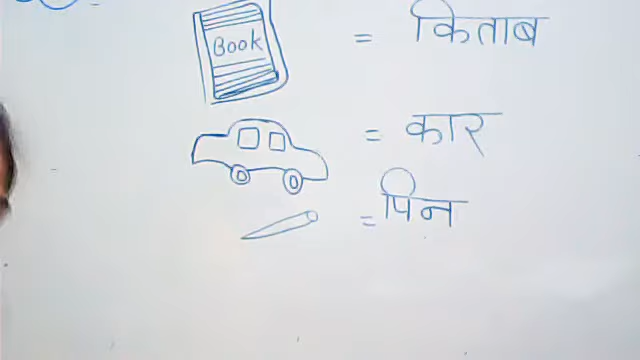 Book = किताब
= कार
= पिन